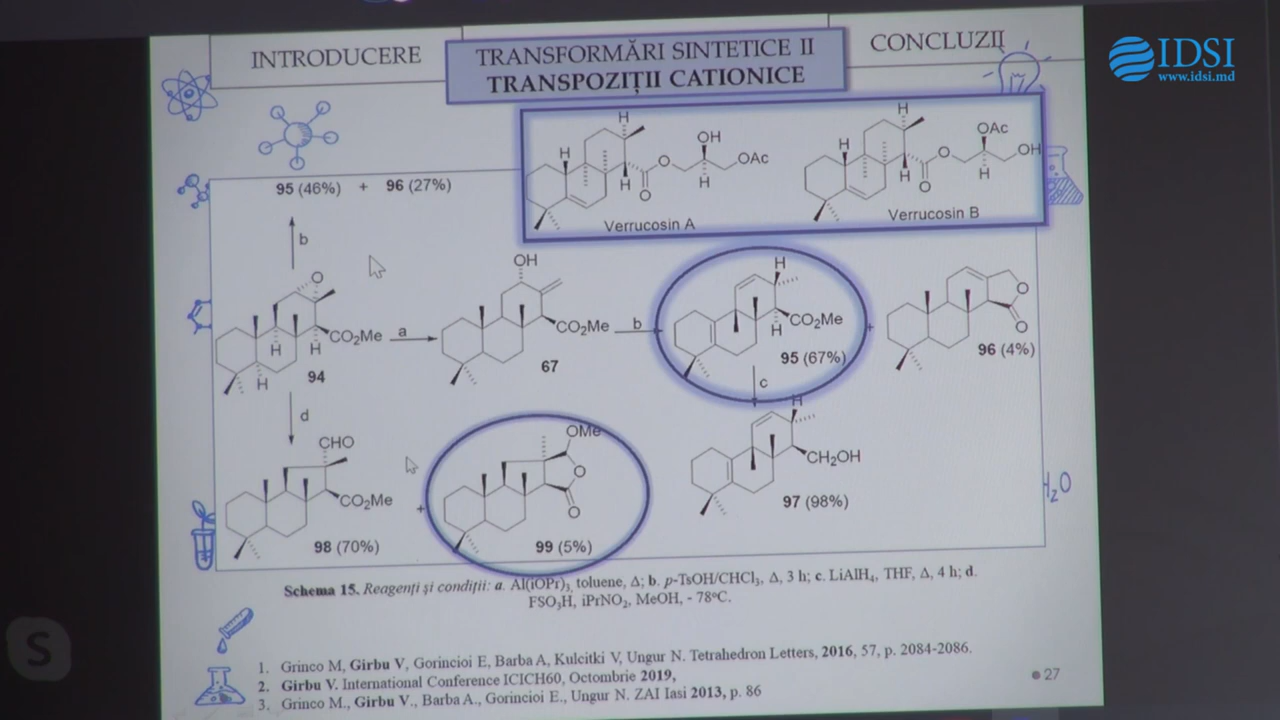 INTRODUCERE
TRANSFORMĂRI SINTETICE II
TRANSPOZIȚII CATIONICE
CONCLUZII
IDSI
www.idsi.md
H
H
OH
O
OAc
H
O
H
Verrucosin A
H
H
OAc
O
OH
H
O
H
Verrucosin B
95 (46%) + 96 (27%)
b
O
CO₂Me
H
H
H
94
a
OH
CO₂Me
67
b
H
CO₂Me
H
95 (67%)
+
O
O
96 (4%)
c
d
CHO
CO₂Me
98 (70%)
+
OMe
O
O
99 (5%)
H
CH₂OH
97 (98%)
H₂O
Schema 15. Reagenți și condiții: a. Al(iOPr)₃, toluene, Δ; b. p-TsOH/CHCl₃, Δ, 3 h; c. LiAlH₄, THF, Δ, 4 h; d.
FSO₃H, iPrNO₂, MeOH, - 78ºC.
1. Grinco M, Girbu V, Gorincioi E, Barba A, Kulcitki V, Ungur N. Tetrahedron Letters, 2016, 57, p. 2084-2086.
2. Girbu V. International Conference ICICH60, Octombrie 2019,
3. Grinco M., Girbu V., Barba A., Gorincioi E., Ungur N. ZAI Iasi 2013, p. 86
27
S